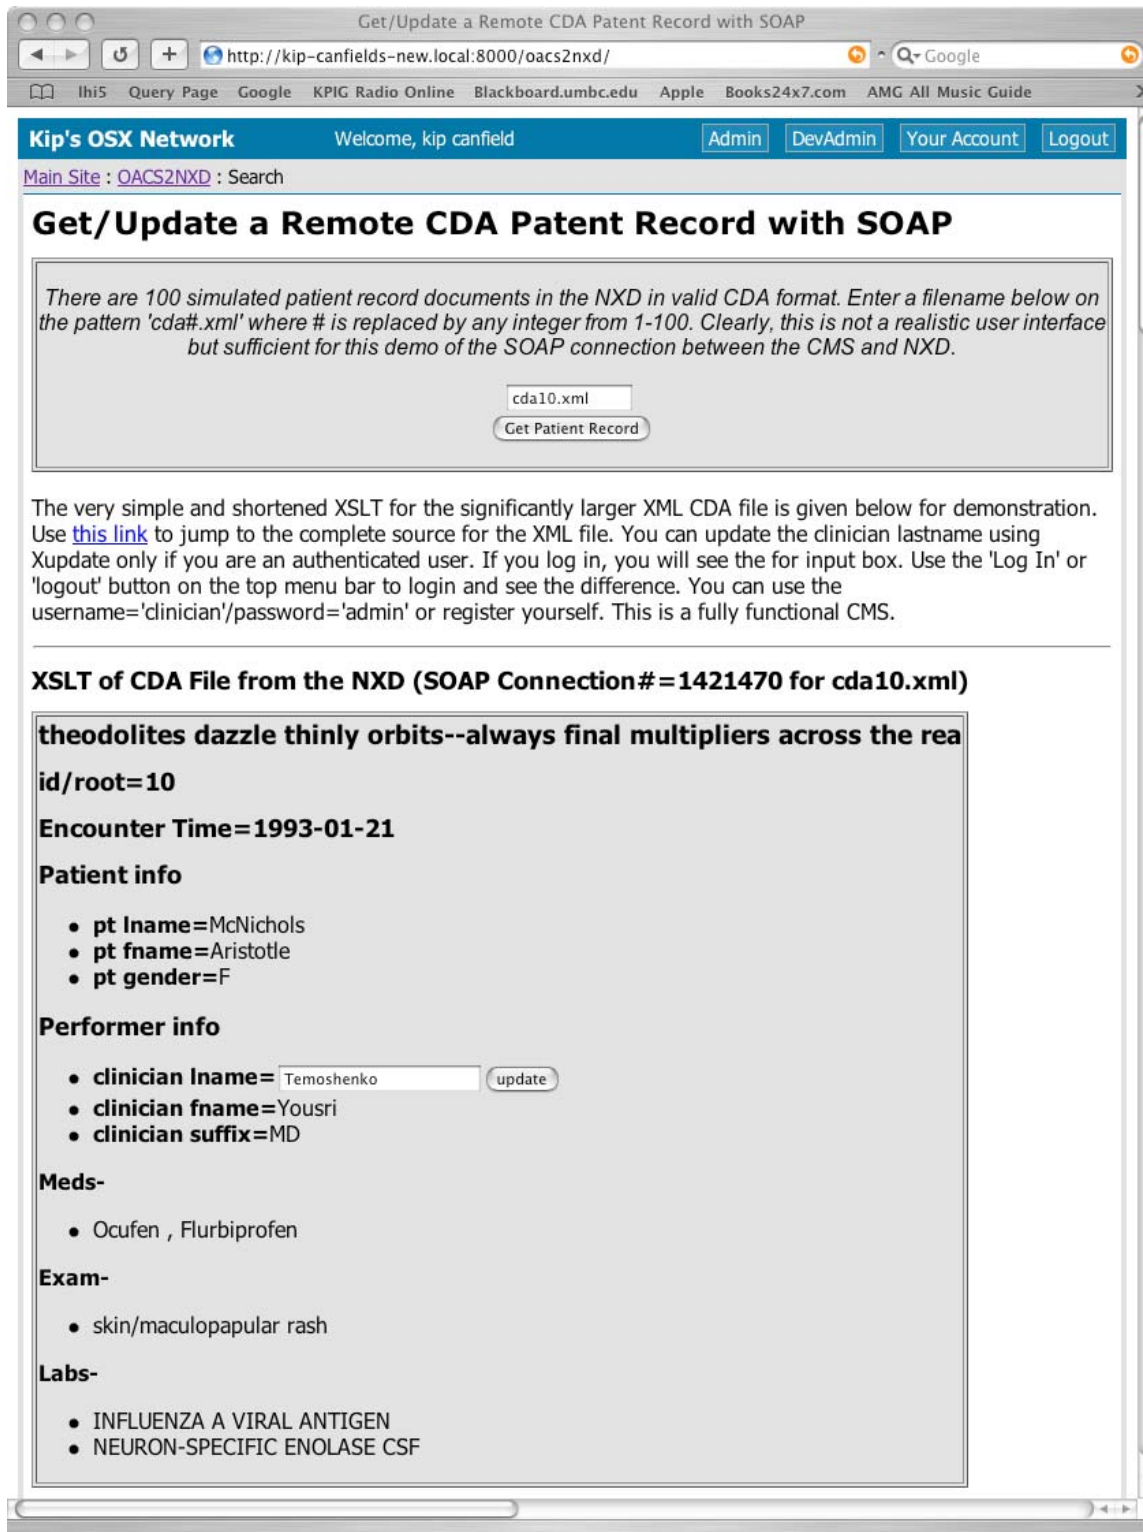 Get/Update a Remote CDA Patent Record with SOAP
http://kip-canfields-new.local:8000/oacs2nxd/
Google
lhi5 Query Page Google KPIG Radio Online Blackboard.umbc.edu Apple Books24x7.com AMG All Music Guide
Kip's OSX Network Welcome, kip canfield Admin DevAdmin Your Account Logout
Main Site : OACS2NXD : Search
Get/Update a Remote CDA Patent Record with SOAP
There are 100 simulated patient record documents in the NXD in valid CDA format. Enter a filename below on
the pattern 'cda#.xml' where # is replaced by any integer from 1-100. Clearly, this is not a realistic user interface
but sufficient for this demo of the SOAP connection between the CMS and NXD.
cda10.xml
Get Patient Record
The very simple and shortened XSLT for the significantly larger XML CDA file is given below for demonstration.
Use this link to jump to the complete source for the XML file. You can update the clinician lastname using
Xupdate only if you are an authenticated user. If you log in, you will see the for input box. Use the 'Log In' or
'logout' button on the top menu bar to login and see the difference. You can use the
username='clinician'/password='admin' or register yourself. This is a fully functional CMS.
XSLT of CDA File from the NXD (SOAP Connection#=1421470 for cda10.xml)
theodolites dazzle thinly orbits--always final multipliers across the rea
id/root=10
Encounter Time=1993-01-21
Patient info
• pt lname=McNichols
• pt fname=Aristotle
• pt gender=F
Performer info
• clinician lname= Temoshenko update
• clinician fname=Yousri
• clinician suffix=MD
Meds-
• Ocufen , Flurbiprofen
Exam-
• skin/maculopapular rash
Labs-
• INFLUENZA A VIRAL ANTIGEN
• NEURON-SPECIFIC ENOLASE CSF